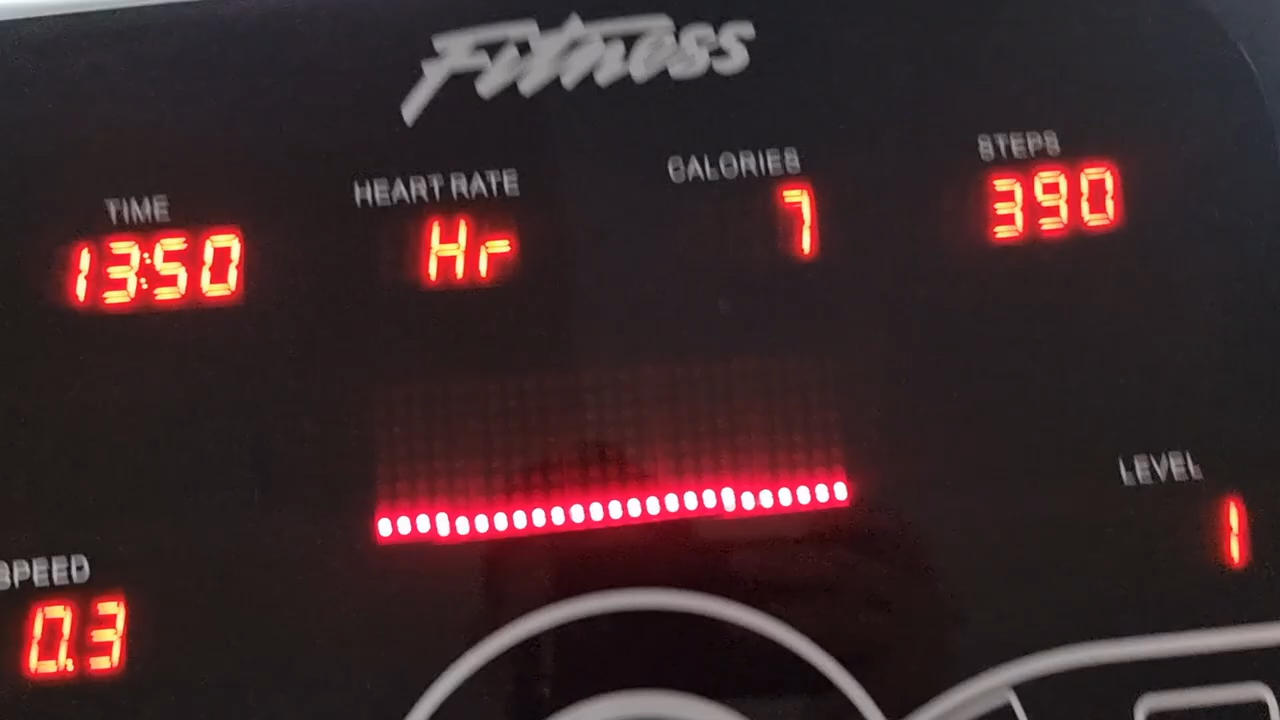 Fitness
TIME
13:50
HEART RATE
Hr
CALORIES
7
STEPS
390
LEVEL
1
SPEED
0.3